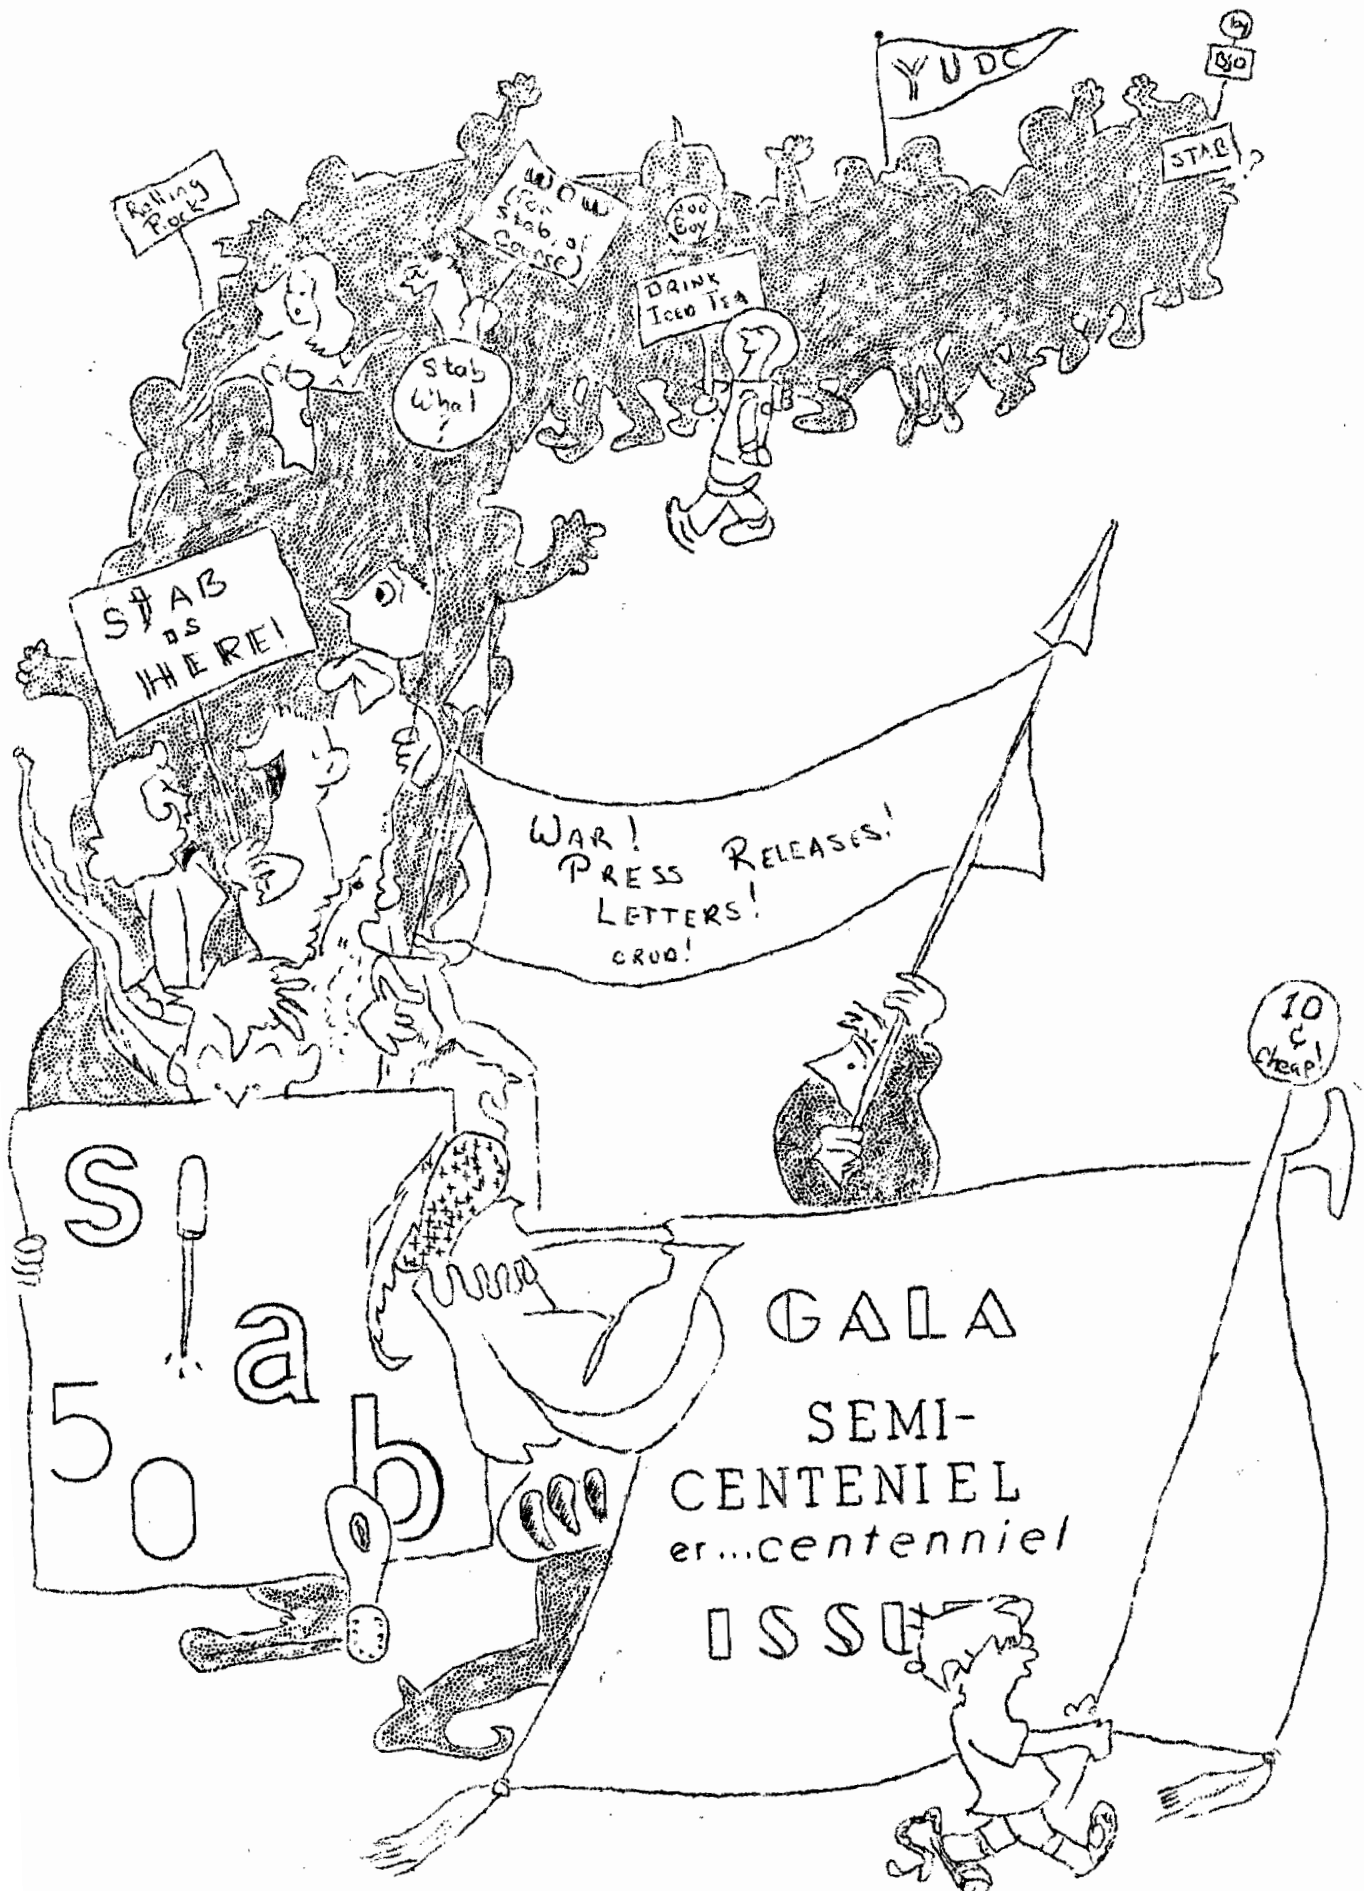 by
BJO
YUDC
STAB!?
Rolling
Rock
WOW
(for
Stab, of
Course)
Boy
DRINK
ICED TEA
Stab
What
?
STAB
IS
HERE!
WAR!
PRESS RELEASES!
LETTERS!
CRUD!
10
¢
Cheap!
Stab
50
GALA
SEMI-
CENTENIEL
er...centenniel
ISSU